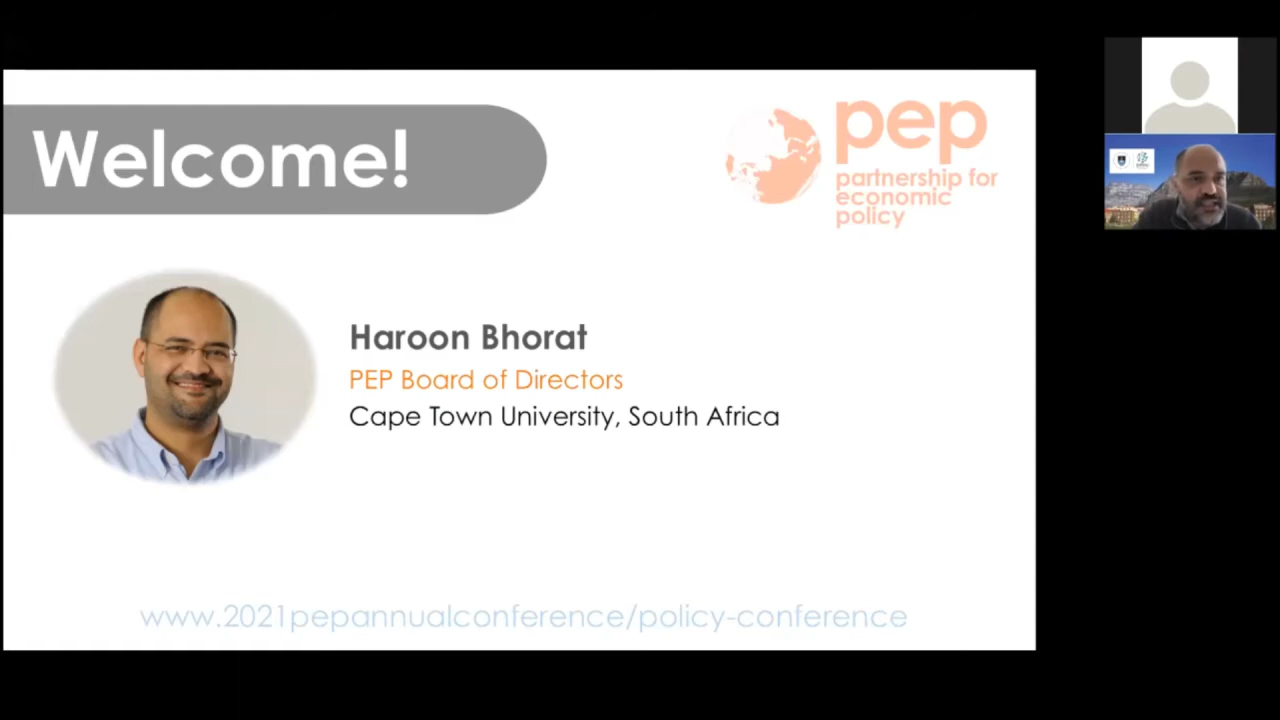 Welcome!
pep
partnership for
economic
policy
Haroon Bhorat
PEP Board of Directors
Cape Town University, South Africa
www.2021pepannualconference/policy-conference